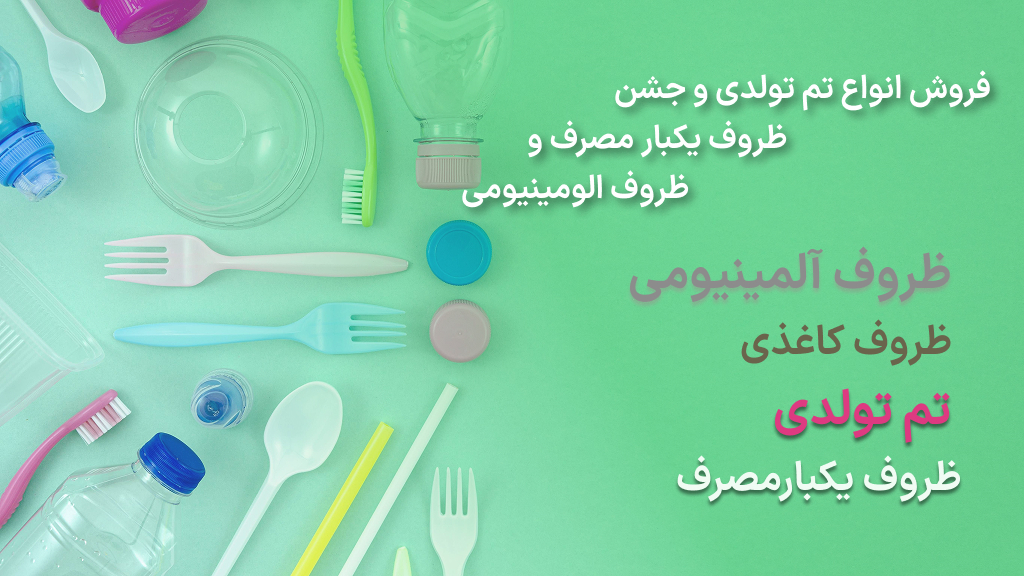 فروش انواع تم تولدی و جشن
ظروف یکبار مصرف و
ظروف الومینیومی
ظروف آلمینیومی
ظروف کاغذی
تم تولدی
ظروف یکبارمصرف